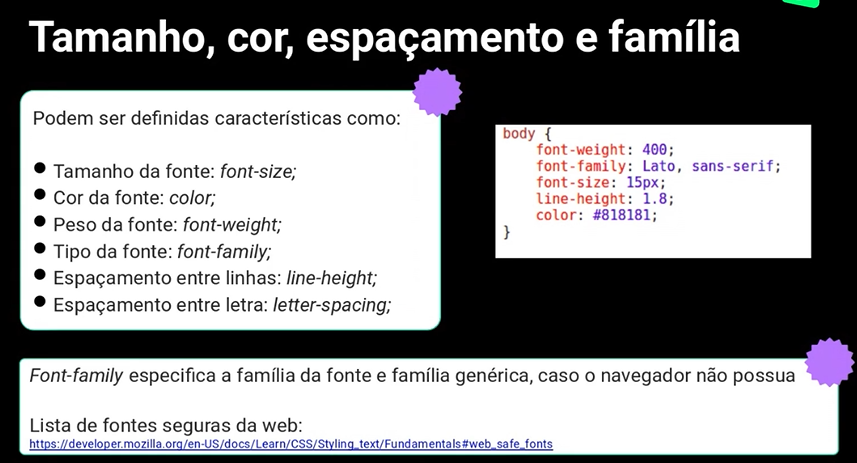 Tamanho, cor, espaçamento e família
Podem ser definidas características como:
● Tamanho da fonte: font-size;
● Cor da fonte: color;
● Peso da fonte: font-weight;
● Tipo da fonte: font-family;
● Espaçamento entre linhas: line-height;
● Espaçamento entre letra: letter-spacing;
body {
    font-weight: 400;
    font-family: Lato, sans-serif;
    font-size: 15px;
    line-height: 1.8;
    color: #818181;
}
Font-family especifica a família da fonte e família genérica, caso o navegador não possua
Lista de fontes seguras da web:
https://developer.mozilla.org/en-US/docs/Learn/CSS/Styling_text/Fundamentals#web_safe_fonts